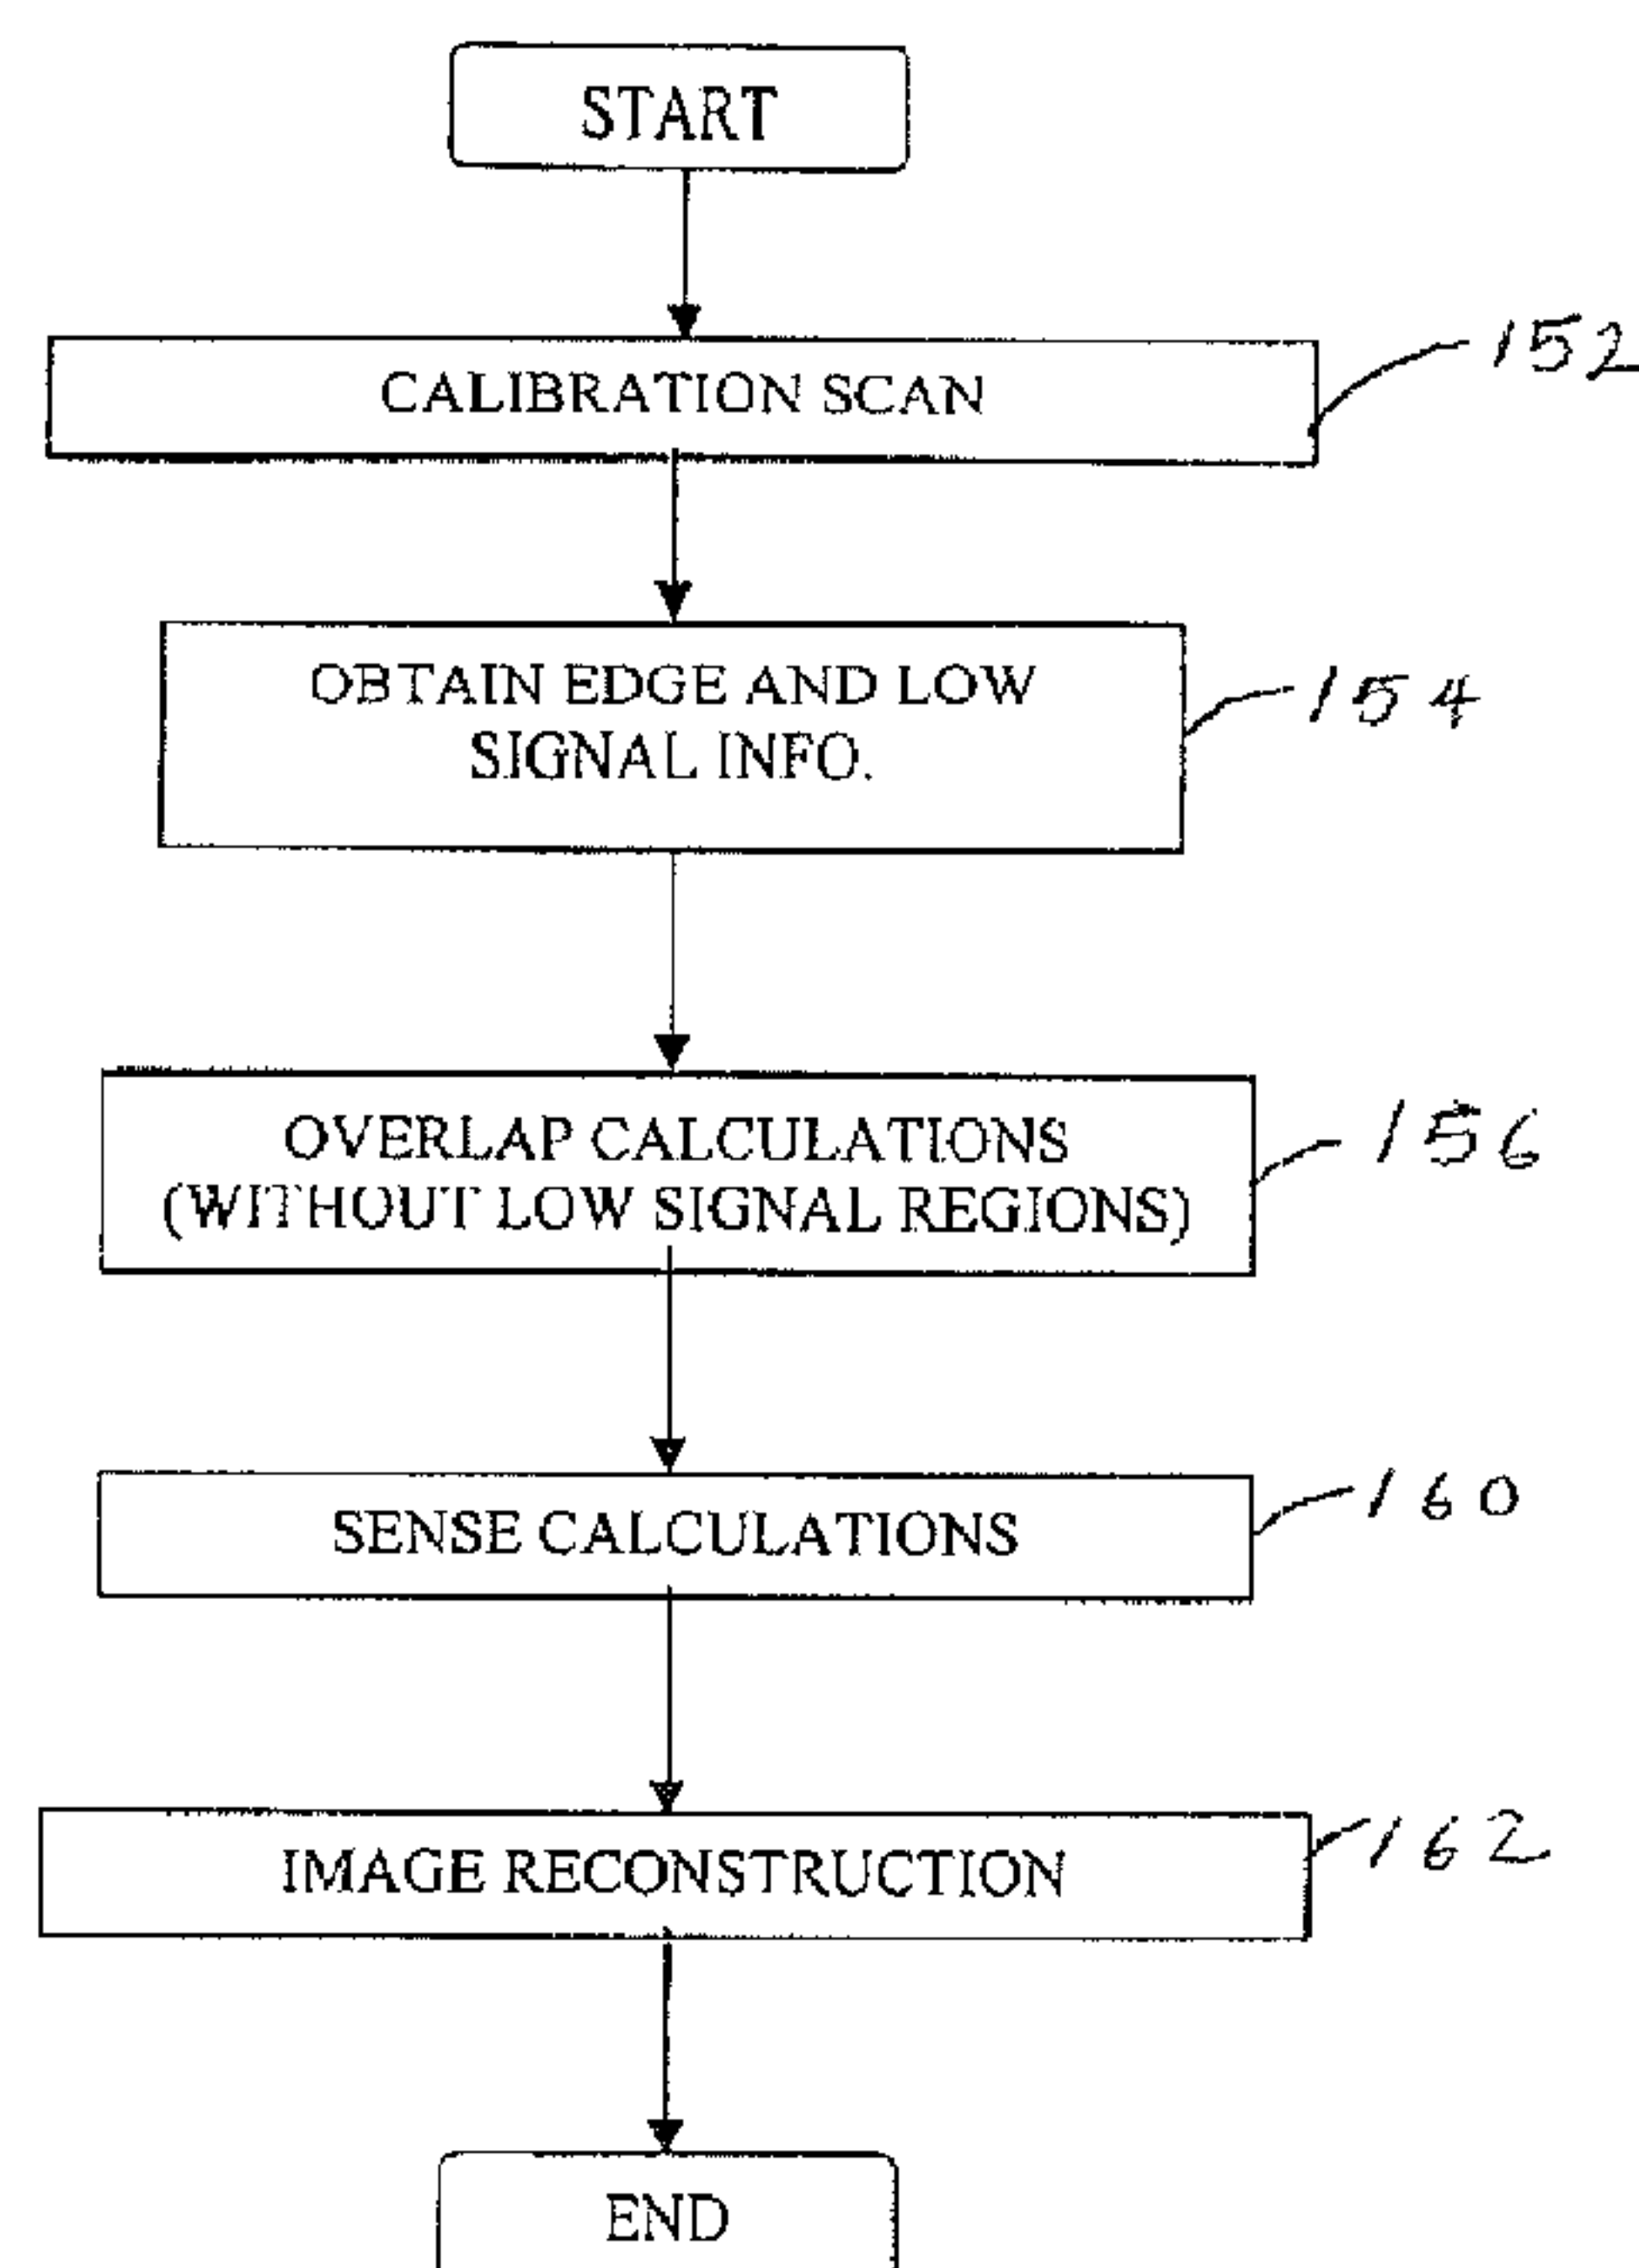 START
CALIBRATION SCAN
152
OBTAIN EDGE AND LOW
SIGNAL INFO.
154
OVERLAP CALCULATIONS
(WITHOUT LOW SIGNAL REGIONS)
156
SENSE CALCULATIONS
160
IMAGE RECONSTRUCTION
162
END